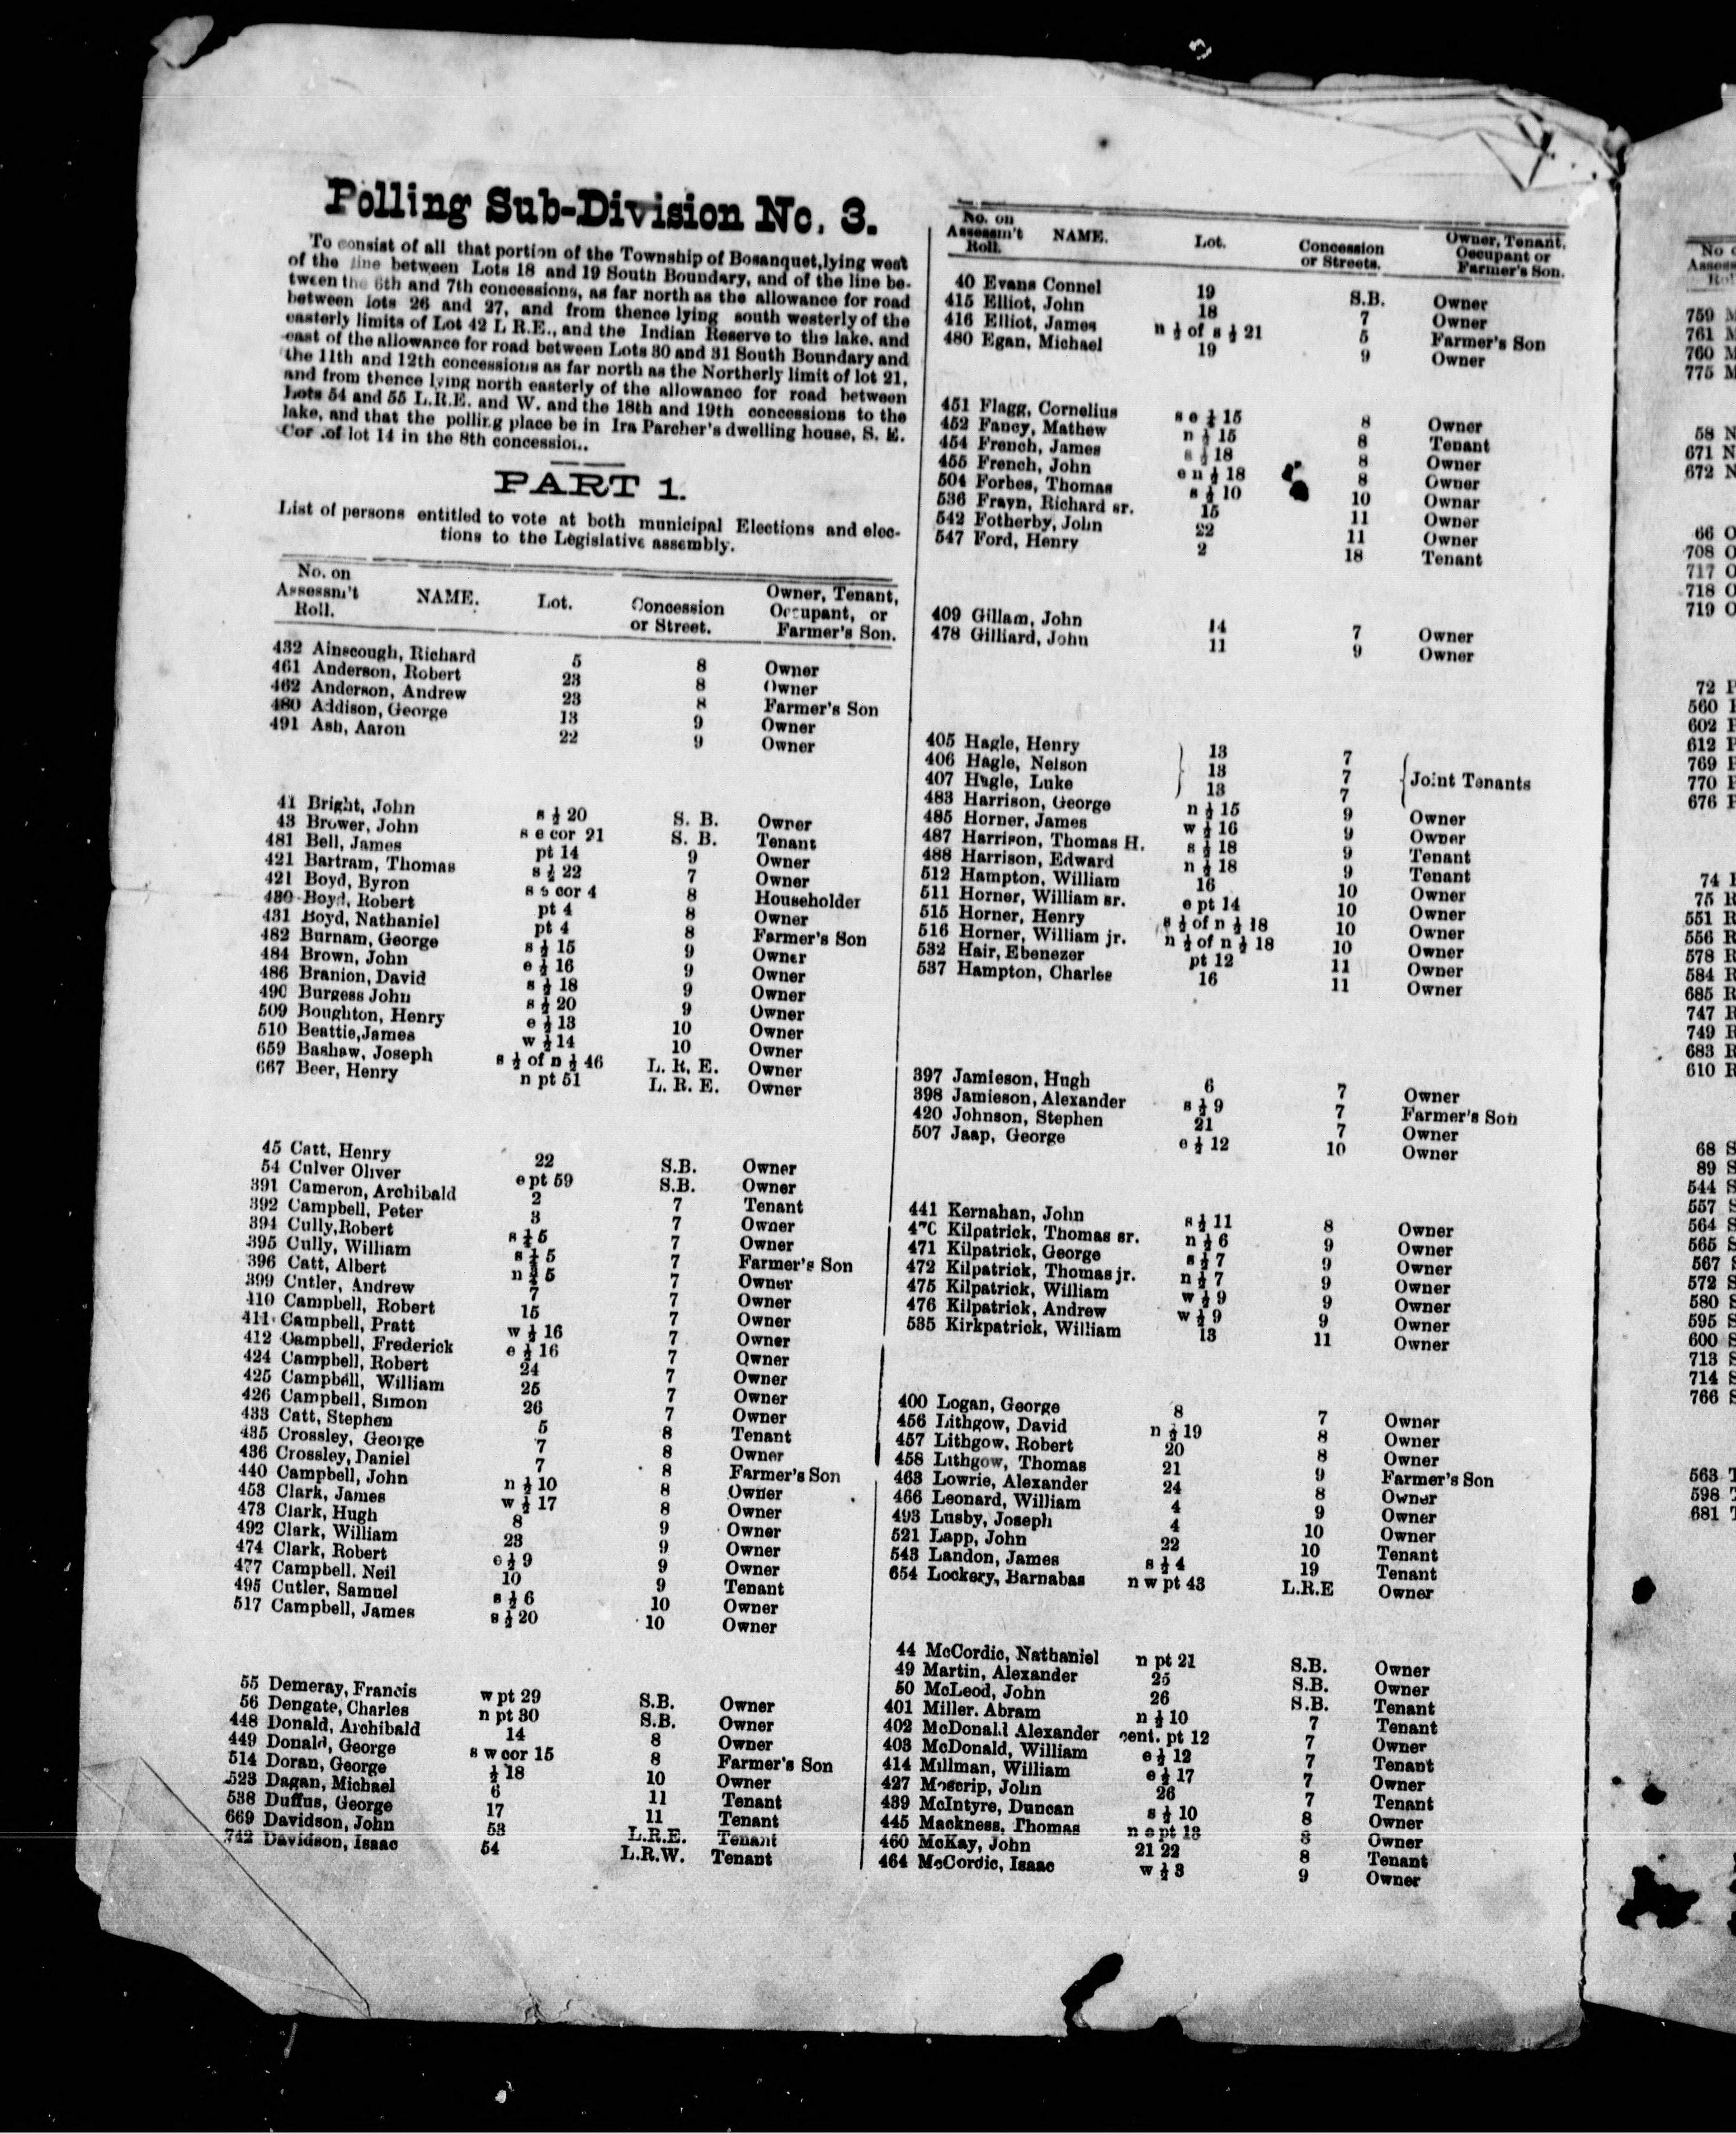 Polling Sub-Division No. 3.
To consist of all that portion of the Township of Bosanquet, lying west
of the line between Lots 18 and 19 South Boundary, and of the line be-
tween the 6th and 7th concessions, as far north as the allowance for road
between lots 26 and 27, and from thence lying south westerly of the
easterly limits of Lot 42 L R.E., and the Indian Reserve to the lake, and
east of the allowance for road between Lots 30 and 31 South Boundary and
the 11th and 12th concessions as far north as the Northerly limit of lot 21,
and from thence lying north easterly of the allowance for road between
Lots 54 and 55 L.R.E. and W. and the 18th and 19th concessions to the
lake, and that the polling place be in Ira Parcher's dwelling house, S. E.
Cor .of lot 14 in the 8th concession.
PART 1.
List of persons entitled to vote at both municipal Elections and elec-
tions to the Legislative assembly.
No. on Assessm't Roll. NAME. Lot. Concession or Street. Owner, Tenant, Occupant, or Farmer's Son.
432 Ainscough, Richard 5 8 Owner
461 Anderson, Robert 23 8 Owner
462 Anderson, Andrew 23 8 Farmer's Son
480 Addison, George 13 9 Owner
491 Ash, Aaron 22 9 Owner
41 Bright, John s ½ 20 S. B. Owner
43 Brower, John s e cor 21 S. B. Tenant
481 Bell, James pt 14 9 Owner
421 Bartram, Thomas s ½ 22 7 Owner
421 Boyd, Byron s e cor 4 8 Householder
430 Boyd, Robert pt 4 8 Owner
431 Boyd, Nathaniel pt 4 8 Farmer's Son
482 Burnam, George s ½ 15 9 Owner
484 Brown, John e ½ 16 9 Owner
486 Branion, David s ½ 18 9 Owner
490 Burgess John s ½ 20 9 Owner
509 Boughton, Henry e ½ 13 10 Owner
510 Beattie,James w ½ 14 10 Owner
659 Bashaw, Joseph s ½ of n ½ 46 L. R. E. Owner
667 Beer, Henry n pt 51 L. R. E. Owner
45 Catt, Henry 22 S.B. Owner
54 Culver Oliver e pt 59 S.B. Owner
391 Cameron, Archibald 2 7 Tenant
392 Campbell, Peter 3 7 Owner
394 Cully,Robert s ½ 5 7 Owner
395 Cully, William s ½ 5 7 Farmer's Son
396 Catt, Albert n ½ 5 7 Owner
399 Cutler, Andrew 7 7 Owner
410 Campbell, Robert 15 7 Owner
411 Campbell, Pratt w ½ 16 7 Owner
412 Campbell, Frederick e ½ 16 7 Owner
424 Campbell, Robert 24 7 Owner
425 Campbell, William 25 7 Owner
426 Campbell, Simon 26 7 Owner
433 Catt, Stephen 5 8 Tenant
435 Crossley, George 7 8 Owner
436 Crossley, Daniel 7 8 Farmer's Son
440 Campbell, John n ½ 10 8 Owner
453 Clark, James w ½ 17 8 Owner
473 Clark, Hugh 8 9 Owner
492 Clark, William 23 9 Owner
474 Clark, Robert e ½ 9 9 Owner
477 Campbell. Neil 10 9 Tenant
495 Cutler, Samuel s ½ 6 10 Owner
517 Campbell, James s ½ 20 10 Owner
55 Demeray, Francis w pt 29 S.B. Owner
56 Dengate, Charles n pt 30 S.B. Owner
448 Donald, Archibald 14 8 Owner
449 Donald, George s w cor 15 8 Farmer's Son
514 Doran, George ½ 18 10 Owner
523 Dagan, Michael 6 11 Tenant
538 Duffus, George 17 11 Tenant
669 Davidson, John 53 L.R.E. Tenant
742 Davidson, Isaac 54 L.R.W. Tenant
No. on Assessm't Roll. NAME. Lot. Concession or Streets. Owner, Tenant, Occupant or Farmer's Son.
40 Evans Connel 19 S.B. Owner
415 Elliot, John 18 7 Owner
416 Elliot, James n ½ of s ½ 21 5 Farmer's Son
480 Egan, Michael 19 9 Owner
451 Flagg, Cornelius s e ¼ 15 8 Owner
452 Fancy, Mathew n ½ 15 8 Tenant
454 French, James s ½ 18 8 Owner
455 French, John e n ½ 18 8 Owner
504 Forbes, Thomas s ½ 10 10 Ownar
536 Frayn, Richard sr. 15 11 Owner
542 Fotherby, John 22 11 Owner
547 Ford, Henry 2 18 Tenant
409 Gillam, John 14 7 Owner
478 Gilliard, John 11 9 Owner
405 Hagle, Henry 13 7
406 Hagle, Nelson 13 7 Joint Tenants
407 Hagle, Luke 13 7
483 Harrison, George n ½ 15 9 Owner
485 Horner, James w ½ 16 9 Owner
487 Harrison, Thomas H. s ½ 18 9 Tenant
488 Harrison, Edward n ½ 18 9 Tenant
512 Hampton, William 16 10 Owner
511 Horner, William sr. e pt 14 10 Owner
515 Horner, Henry s ½ of n ½ 18 10 Owner
516 Horner, William jr. n ½ of n ½ 18 10 Owner
532 Hair, Ebenezer pt 12 11 Owner
537 Hampton, Charles 16 11 Owner
397 Jamieson, Hugh 6 7 Owner
398 Jamieson, Alexander s ½ 9 7 Farmer's Son
420 Johnson, Stephen 21 7 Owner
507 Jaap, George e ½ 12 10 Owner
441 Kernahan, John s ½ 11 8 Owner
Kilpatrick, Thomas sr. n ½ 6 9 Owner
471 Kilpatrick, George s ½ 7 9 Owner
472 Kilpatrick, Thomas jr. n ½ 7 9 Owner
475 Kilpatrick, William w ½ 9 9 Owner
476 Kilpatrick, Andrew w ½ 9 9 Owner
535 Kirkpatrick, William 13 11 Owner
400 Logan, George 8 7 Owner
456 Lithgow, David n ½ 19 8 Owner
457 Lithgow, Robert 20 8 Owner
458 Lithgow, Thomas 21 9 Farmer's Son
463 Lowrie, Alexander 24 8 Owner
466 Leonard, William 4 9 Owner
493 Lusby, Joseph 4 10 Owner
521 Lapp, John 22 10 Tenant
543 Landon, James s ½ 4 19 Tenant
654 Lockery, Barnabas n w pt 43 L.R.E Owner
44 McCordic, Nathaniel n pt 21 S.B. Owner
49 Martin, Alexander 25 S.B. Owner
50 McLeod, John 26 S.B. Tenant
401 Miller. Abram n ½ 10 7 Tenant
402 McDonald Alexander cent. pt 12 7 Owner
403 McDonald, William e ½ 12 7 Tenant
414 Millman, William e ½ 17 7 Owner
427 Moscrip, John 26 7 Tenant
439 McIntyre, Duncan s ½ 10 8 Owner
445 Mackness, Thomas n e pt 13 8 Owner
460 McKay, John 21 22 8 Tenant
464 McCordic, Isaac w ½ 3 9 Owner
No
Assess
759 M
761 M
760 M
775 M
58 N
671 N
672 N
66 O
708 O
717 O
718 O
719 O
72
560
602
612
769
770
676
74
75 R
551 R
556 R
578 R
584 R
685 R
747 R
749 R
683 R
610 R
68 S
89 S
544 S
557 S
564 S
565 S
567 S
572 S
580 S
595 S
600 S
713 S
714 S
766 S
563 T
598 T
681 T